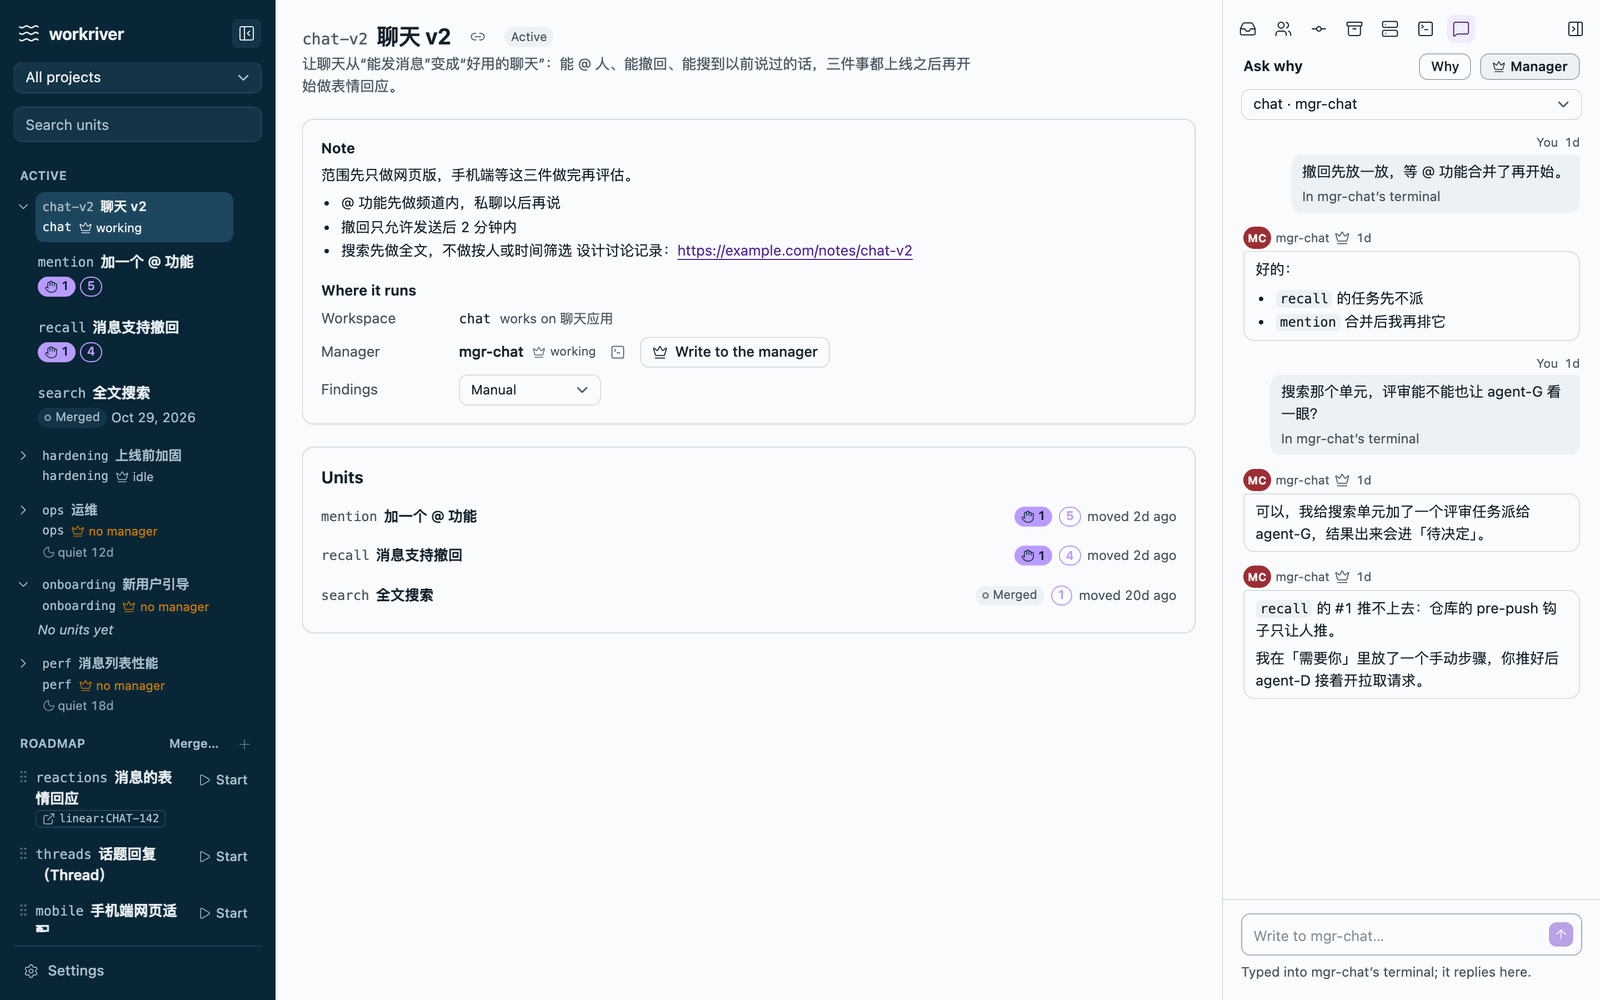 workriver
All projects
Search units
ACTIVE
chat-v2 聊天 v2
chat working
mention 加一个 @ 功能
1 5
recall 消息支持撤回
1 4
search 全文搜索
Merged Oct 29, 2026
hardening 上线前加固
hardening idle
ops 运维
ops no manager
quiet 12d
onboarding 新用户引导
onboarding no manager
No units yet
perf 消息列表性能
perf no manager
quiet 18d
ROADMAP Merge... +
reactions 消息的表
情回应
Start
linear:CHAT-142
threads 话题回复
（Thread）
Start
mobile 手机端网页适
Start
Settings
chat-v2 聊天 v2 Active
让聊天从“能发消息”变成“好用的聊天”：能 @ 人、能撤回、能搜到以前说过的话，三件事都上线之后再开
始做表情回应。
Note
范围先只做网页版，手机端等这三件做完再评估。
• @ 功能先做频道内，私聊以后再说
• 撤回只允许发送后 2 分钟内
• 搜索先做全文，不做按人或时间筛选 设计讨论记录：https://example.com/notes/chat-v2
Where it runs
Workspace chat works on 聊天应用
Manager mgr-chat working Write to the manager
Findings Manual
Units
mention 加一个 @ 功能 1 5 moved 2d ago
recall 消息支持撤回 1 4 moved 2d ago
search 全文搜索 Merged 1 moved 20d ago
Ask why Why Manager
chat · mgr-chat
You 1d
撤回先放一放，等 @ 功能合并了再开始。
In mgr-chat’s terminal
MC mgr-chat 1d
好的：
• recall 的任务先不派
• mention 合并后我再排它
You 1d
搜索那个单元，评审能不能也让 agent-G 看
一眼？
In mgr-chat’s terminal
MC mgr-chat 1d
可以，我给搜索单元加了一个评审任务派给
agent-G，结果出来会进「待决定」。
MC mgr-chat 1d
recall 的 #1 推不上去：仓库的 pre-push 钩
子只让人推。
我在「需要你」里放了一个手动步骤，你推好后
agent-D 接着开拉取请求。
Write to mgr-chat...
Typed into mgr-chat’s terminal; it replies here.